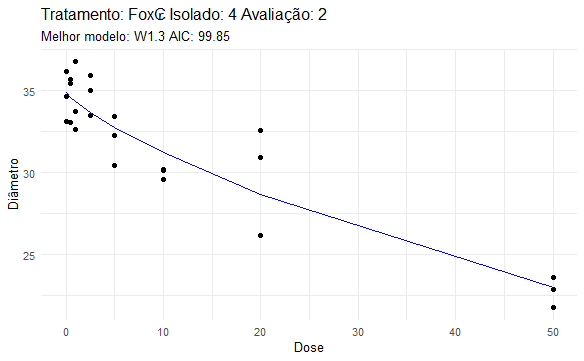 Tratamento: Fox₢ Isolado: 4 Avaliação: 2
Melhor modelo: W1.3 AIC: 99.85
Diâmetro
35
30
25
0 10 20 30 40 50
Dose